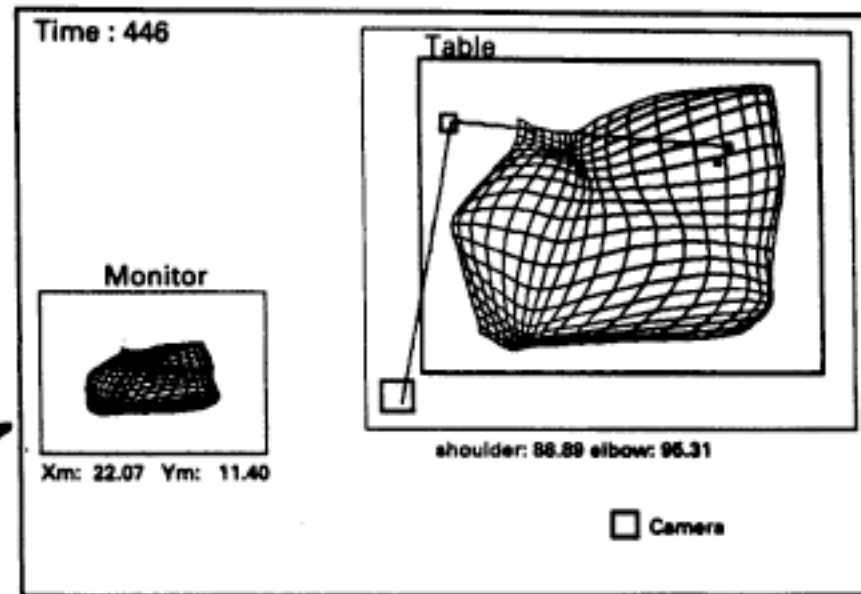 Time : 446
Table
Monitor
Xm: 22.07 Ym: 11.40
shoulder: 88.89 elbow: 95.31
Camera